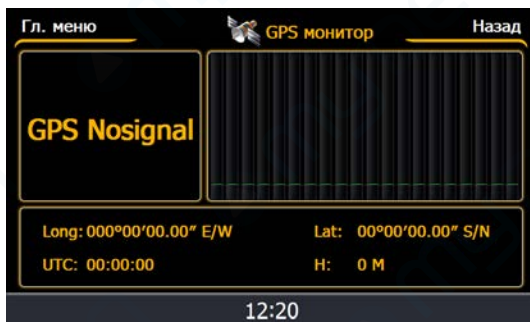 Гл. меню
GPS монитор
Назад
GPS Nosignal
Long: 000°00′00.00″ E/W
Lat: 00°00′00.00″ S/N
UTC: 00:00:00
H: 0 M
12:20